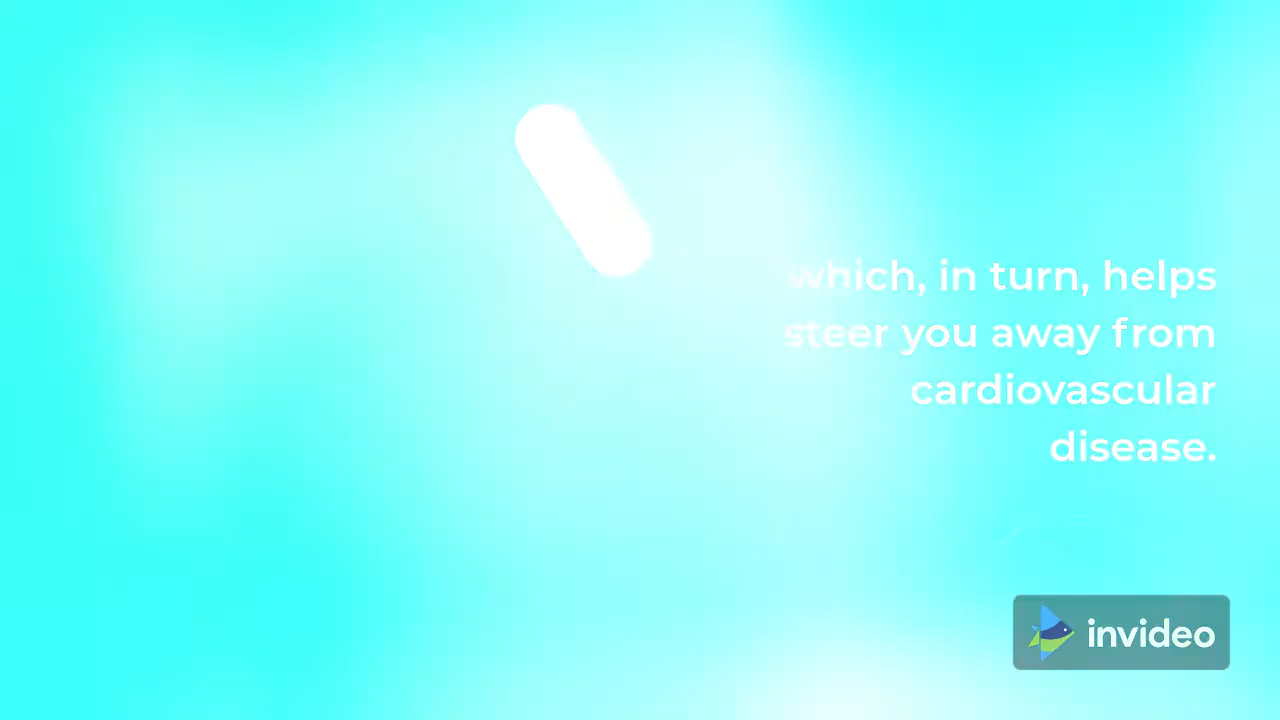 which, in turn, helps
steer you away from
cardiovascular
disease.
invideo